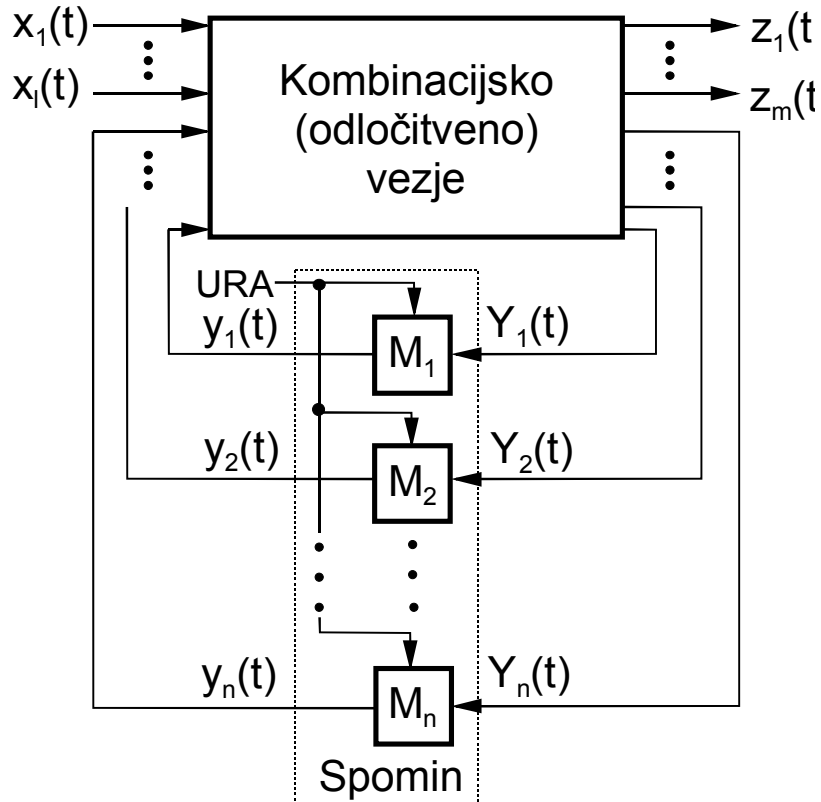 x₁(t)
z₁(t
xₗ(t)
zₘ(t
Kombinacijsko
(odločitveno)
vezje
URA
y₁(t)
M₁
Y₁(t)
y₂(t)
M₂
Y₂(t)
yₙ(t)
Mₙ
Yₙ(t)
Spomin